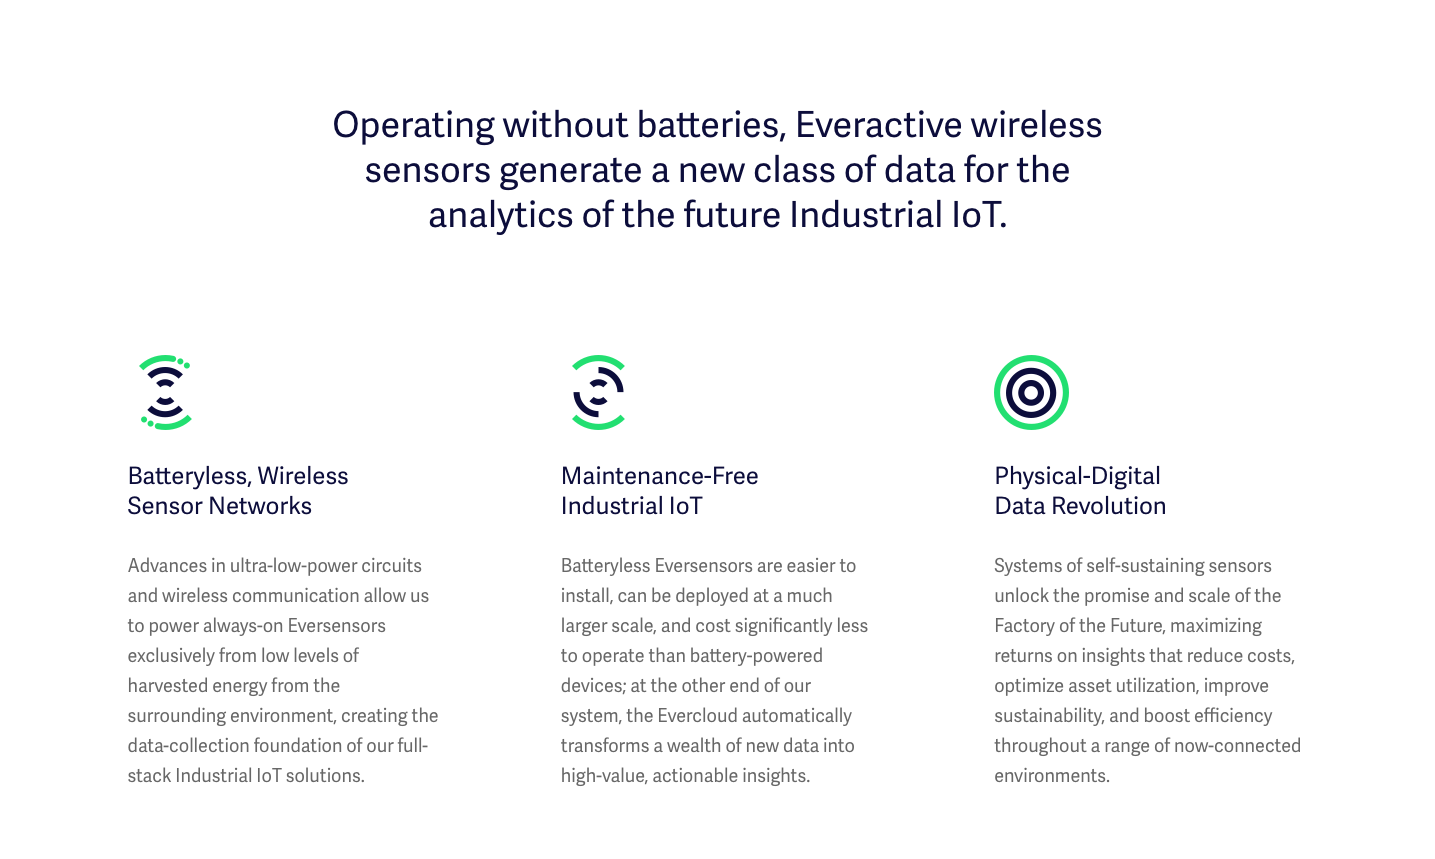 Operating without batteries, Everactive wireless
sensors generate a new class of data for the
analytics of the future Industrial IoT.
Batteryless, Wireless
Sensor Networks
Advances in ultra-low-power circuits
and wireless communication allow us
to power always-on Eversensors
exclusively from low levels of
harvested energy from the
surrounding environment, creating the
data-collection foundation of our full-
stack Industrial IoT solutions.
Maintenance-Free
Industrial IoT
Batteryless Eversensors are easier to
install, can be deployed at a much
larger scale, and cost significantly less
to operate than battery-powered
devices; at the other end of our
system, the Evercloud automatically
transforms a wealth of new data into
high-value, actionable insights.
Physical-Digital
Data Revolution
Systems of self-sustaining sensors
unlock the promise and scale of the
Factory of the Future, maximizing
returns on insights that reduce costs,
optimize asset utilization, improve
sustainability, and boost efficiency
throughout a range of now-connected
environments.